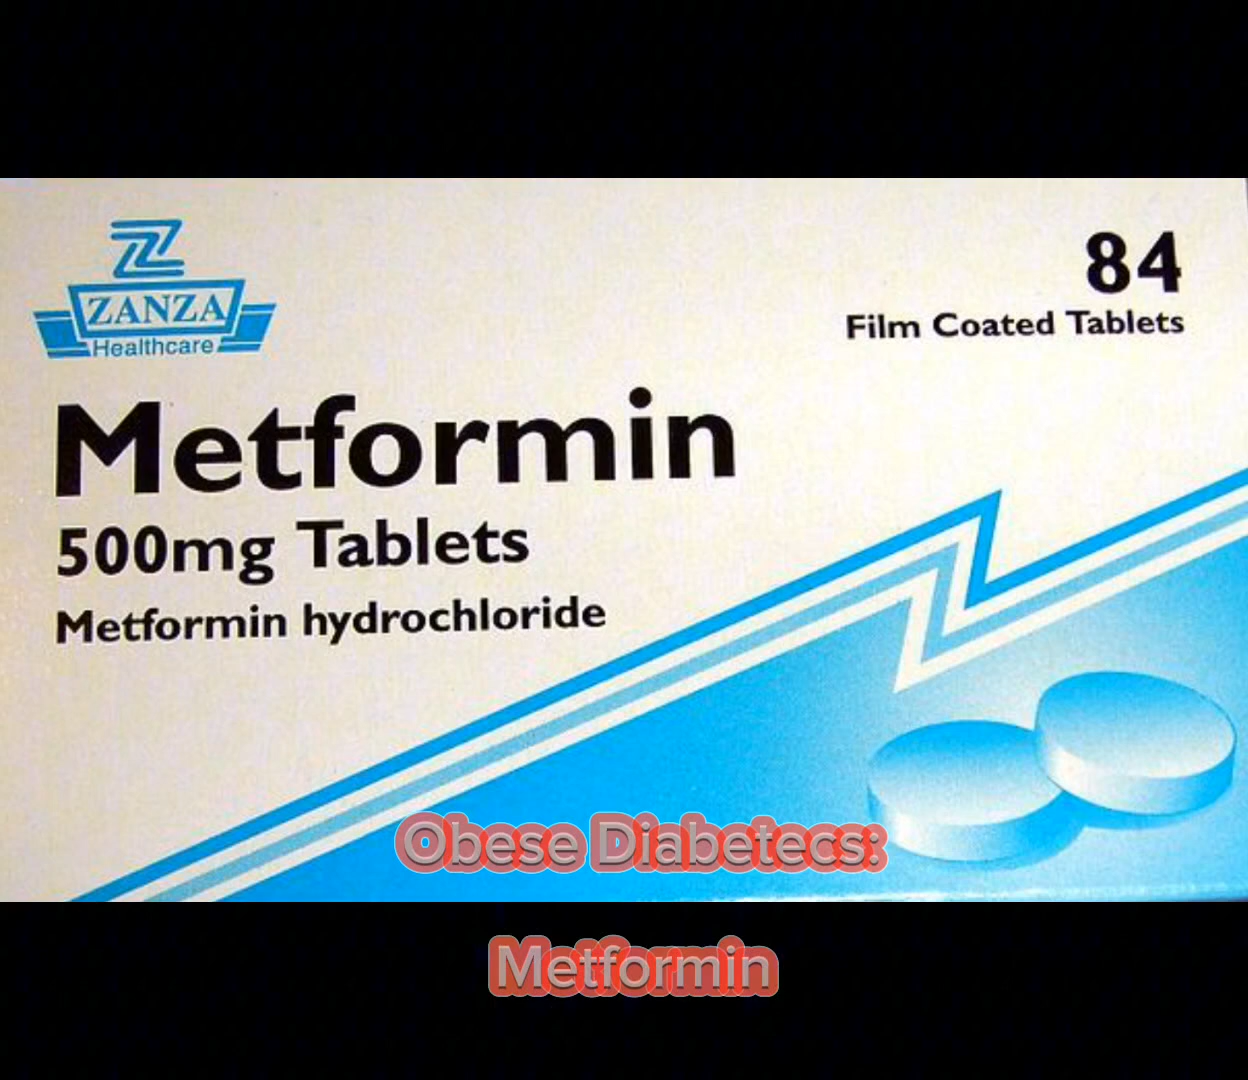 ZANZA
Healthcare
84
Film Coated Tablets
Metformin
500mg Tablets
Metformin hydrochloride
Obese Diabetecs:
Metformin